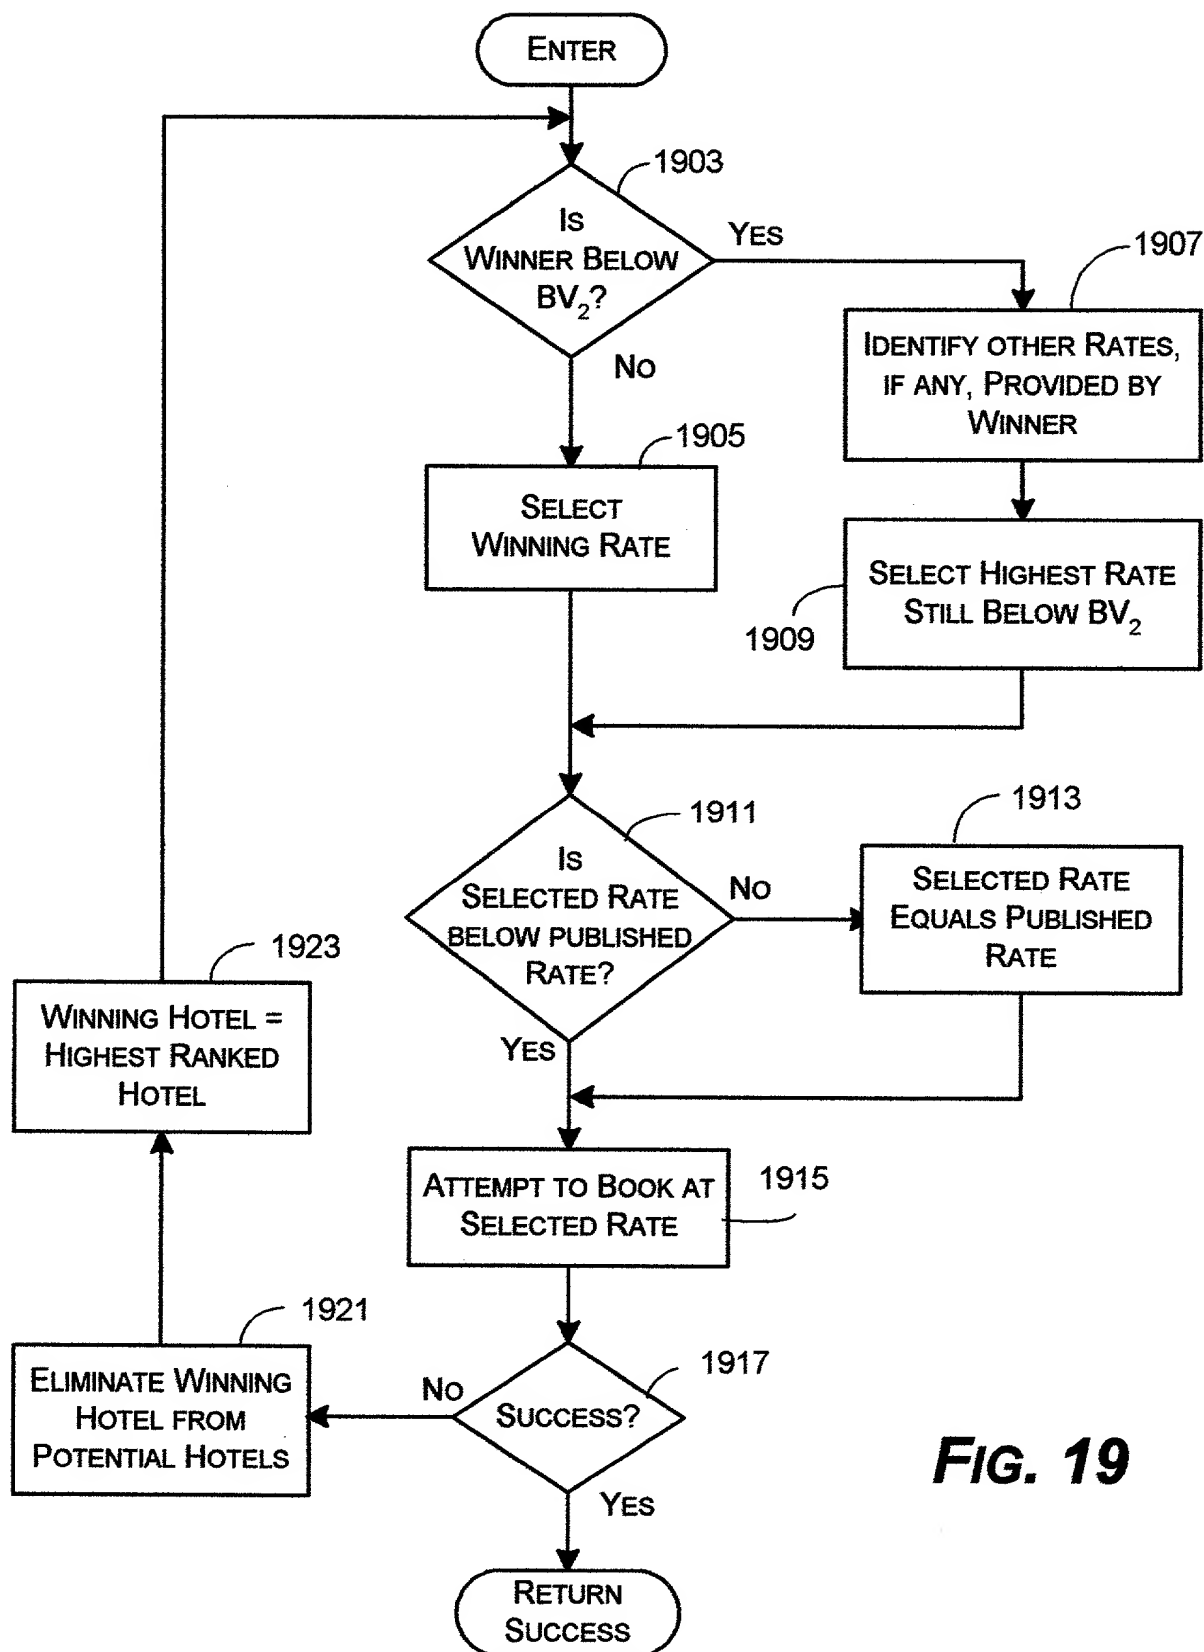 ENTER
1903
IS
WINNER BELOW
BV2?
YES
NO
1907
IDENTIFY OTHER RATES,
IF ANY, PROVIDED BY
WINNER
1905
SELECT
WINNING RATE
SELECT HIGHEST RATE
STILL BELOW BV2
1909
1911
IS
SELECTED RATE
BELOW PUBLISHED
RATE?
NO
YES
1913
SELECTED RATE
EQUALS PUBLISHED
RATE
1923
WINNING HOTEL =
HIGHEST RANKED
HOTEL
ATTEMPT TO BOOK AT
SELECTED RATE
1915
1921
ELIMINATE WINNING
HOTEL FROM
POTENTIAL HOTELS
NO
1917
SUCCESS?
YES
RETURN
SUCCESS
FIG. 19